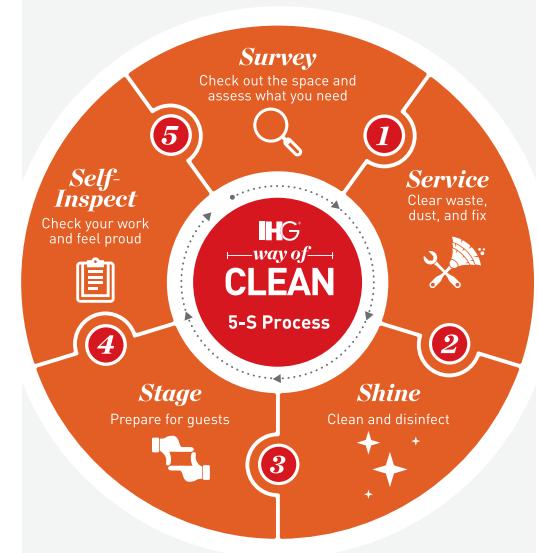 Survey
Check out the space and
assess what you need
1
Service
Clear waste,
dust, and fix
2
Shine
Clean and disinfect
3
Stage
Prepare for guests
4
Self-
Inspect
Check your work
and feel proud
5
IHG®
way of
CLEAN
5-S Process